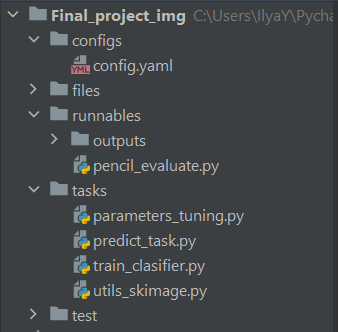 Final_project_img C:\Users\IlyaY\Pycha
configs
YML config.yaml
files
runnables
outputs
pencil_evaluate.py
tasks
parameters_tuning.py
predict_task.py
train_clasifier.py
utils_skimage.py
test